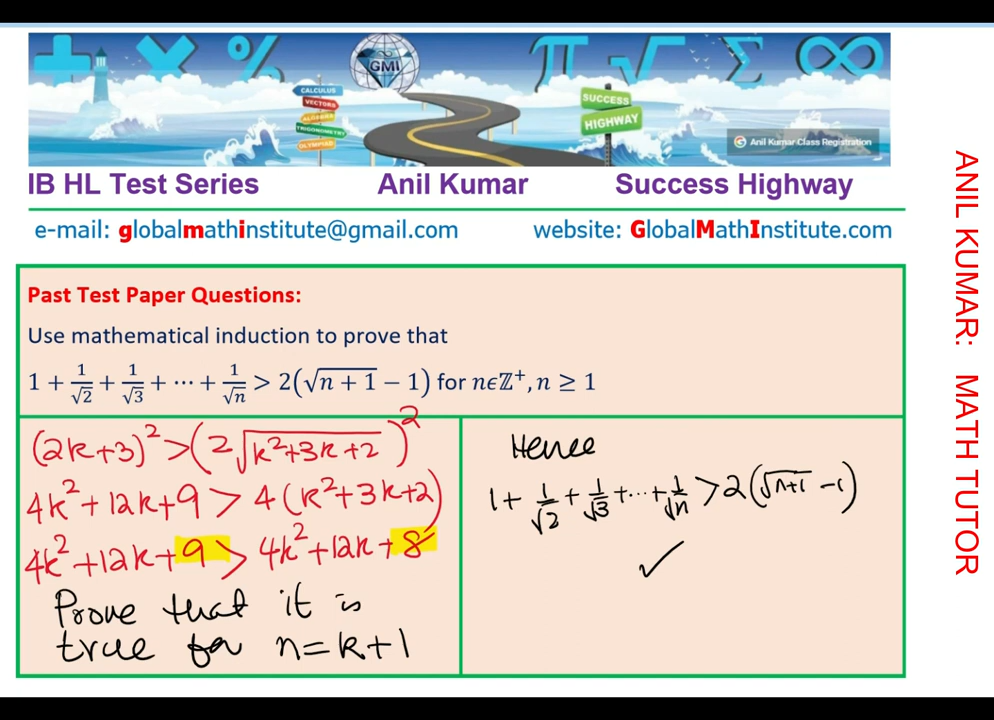 GMI
CALCULUS
VECTORS
ALGEBRA
TRIGONOMETRY
OLYMPIAD
SUCCESS
HIGHWAY
Anil Kumar Class Registration
IB HL Test Series Anil Kumar Success Highway
e-mail: globalmathinstitute@gmail.com website: GlobalMathInstitute.com
Past Test Paper Questions:
Use mathematical induction to prove that
1 + 1/√2 + 1/√3 + ⋯ + 1/√n > 2(√(n + 1) − 1) for nϵℤ⁺, n ≥ 1
(2k+3)² > (2√(k²+3k+2))²
4k²+12k+9 > 4(k²+3k+2)
4k²+12k+9 > 4k²+12k+8
Prove that it is
true for n=k+1
Hence
1+ 1/√2 + 1/√3 +⋯+ 1/√n > 2(√(n+1) −1)
✓
ANIL KUMAR: MATH TUTOR